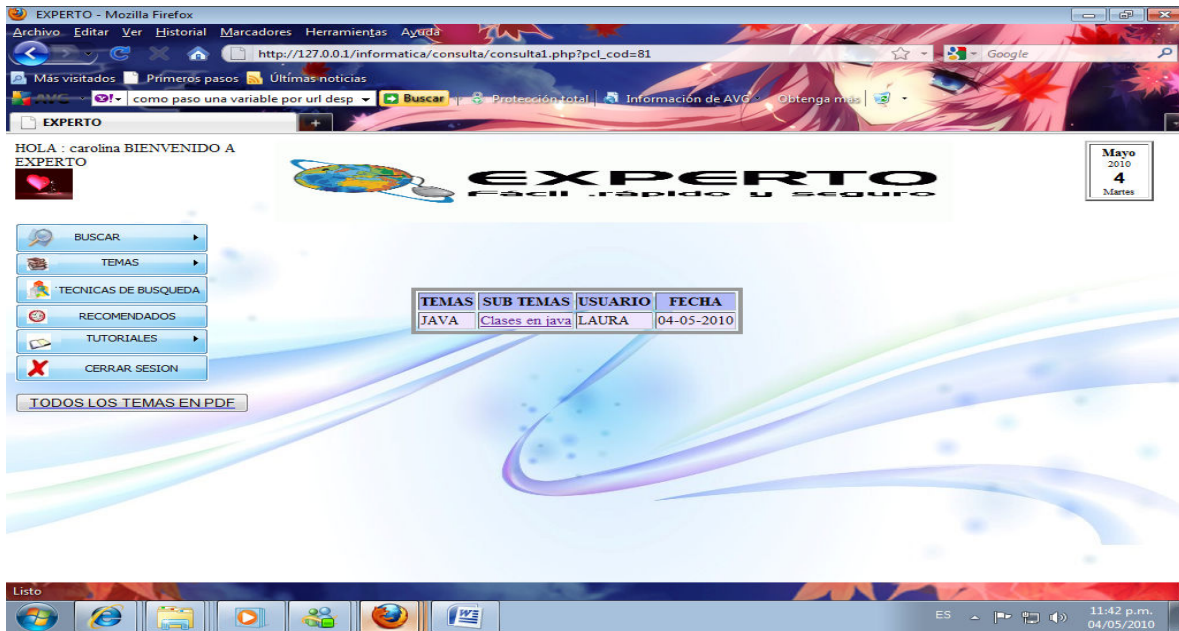 EXPERTO - Mozilla Firefox
Archivo Editar Ver Historial Marcadores Herramientas Ayuda
http://127.0.0.1/informatica/consulta/consulta1.php?pcl_cod=81
Google
Más visitados Primeros pasos Últimas noticias
AVG como paso una variable por url desp Buscar Protección total Información de AVG Obtenga más
EXPERTO
HOLA : carolina BIENVENIDO A
EXPERTO
EXPERTO
Fácil .rápido y seguro
Mayo
2010
4
Martes
BUSCAR
TEMAS
TECNICAS DE BUSQUEDA
RECOMENDADOS
TUTORIALES
CERRAR SESION
TODOS LOS TEMAS EN PDF
TEMAS SUB TEMAS USUARIO FECHA
JAVA Clases en java LAURA 04-05-2010
Listo
ES 11:42 p.m.
04/05/2010